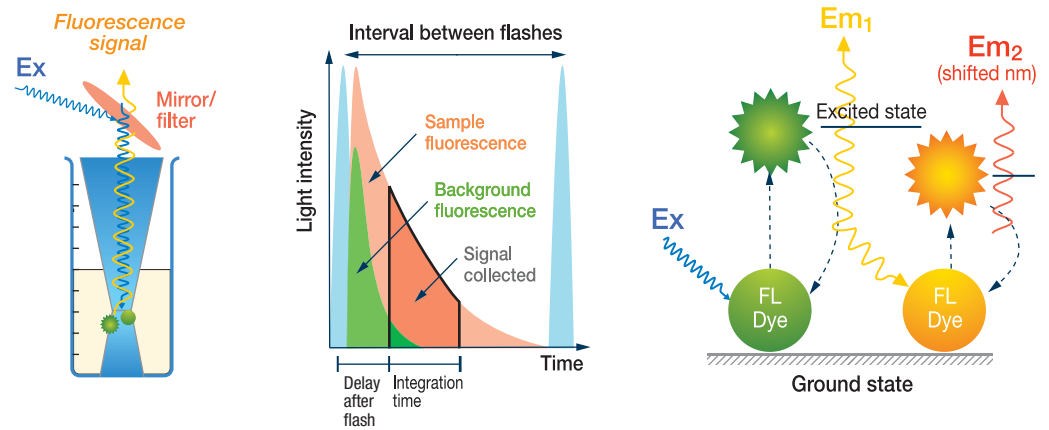 Fluorescence
signal
Ex
Mirror/
filter
Interval between flashes
Light intensity
Sample
fluorescence
Background
fluorescence
Signal
collected
Time
Delay
after
flash
Integration
time
Em1
Em2
(shifted nm)
Excited state
Ex
FL
Dye
FL
Dye
Ground state